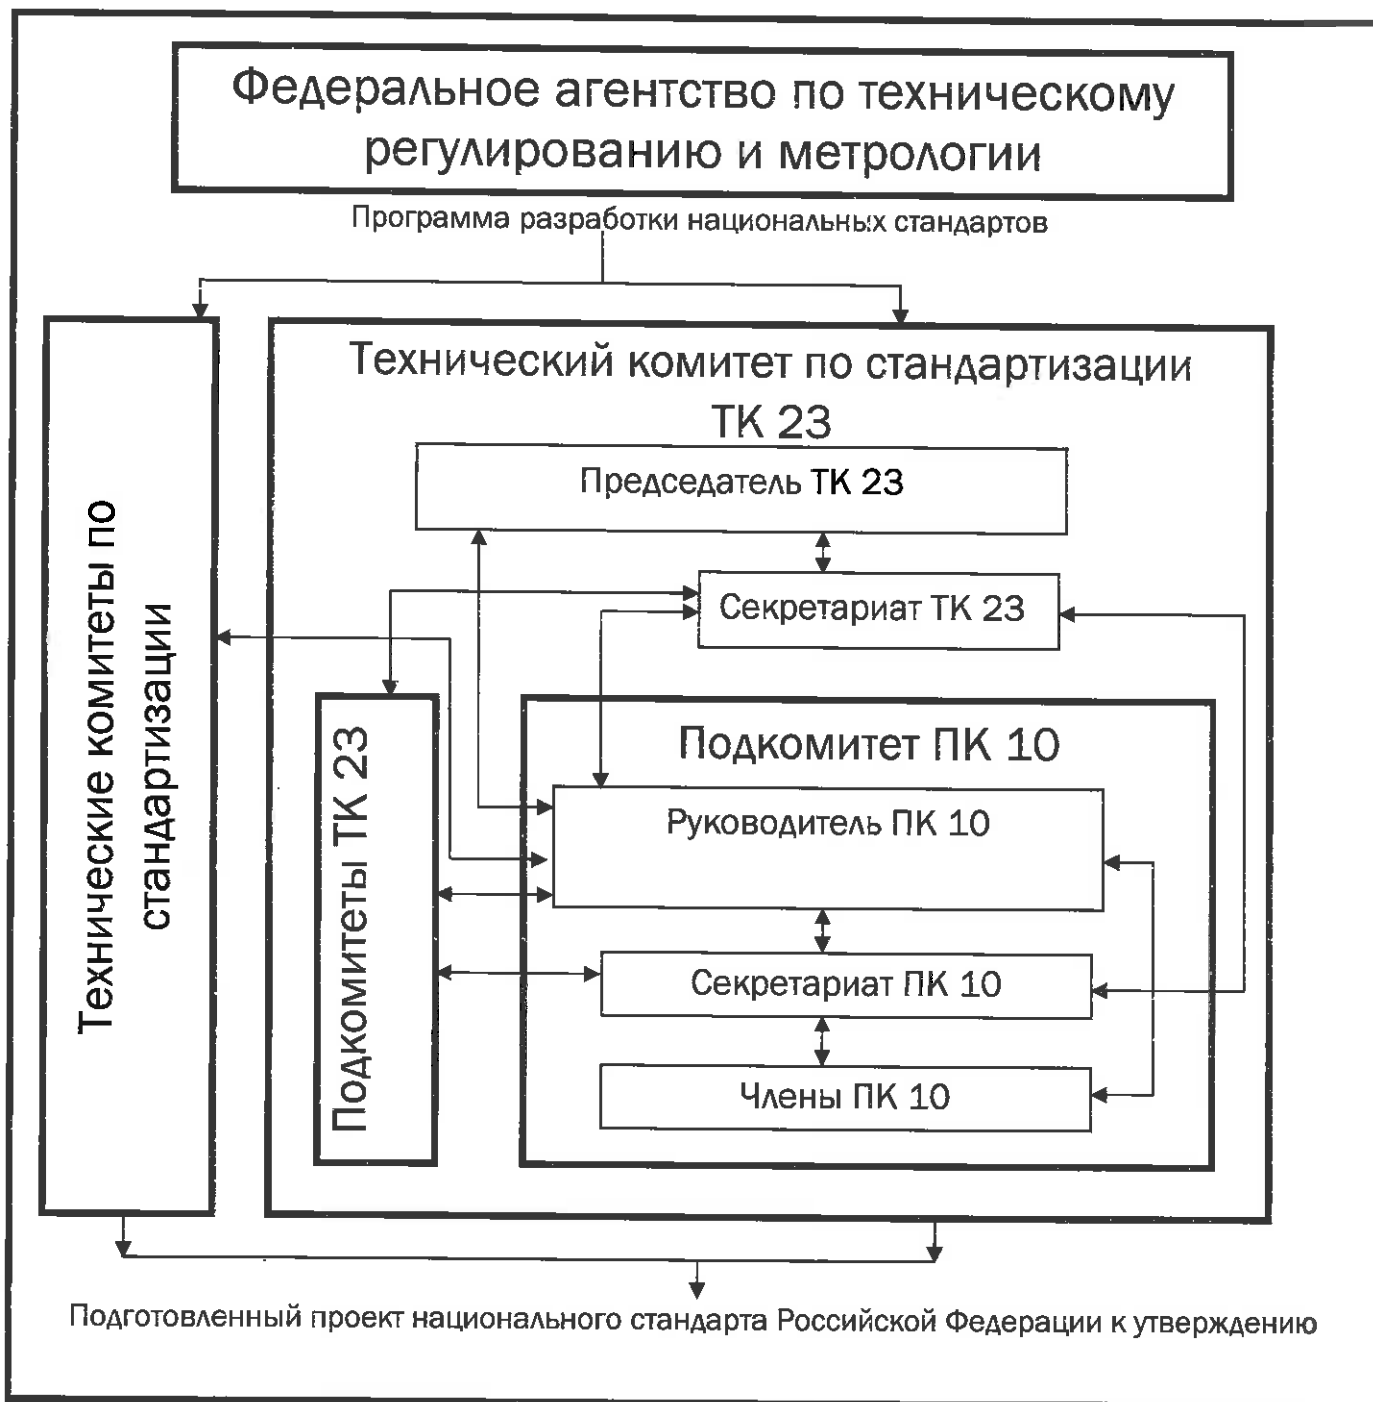 Федеральное агентство по техническому
регулированию и метрологии
Программа разработки национальных стандартов
Технические комитеты по
стандартизации
Технический комитет по стандартизации
ТК 23
Председатель ТК 23
Секретариат ТК 23
Подкомитеты ТК 23
Подкомитет ПК 10
Руководитель ПК 10
Секретариат ПК 10
Члены ПК 10
Подготовленный проект национального стандарта Российской Федерации к утверждению